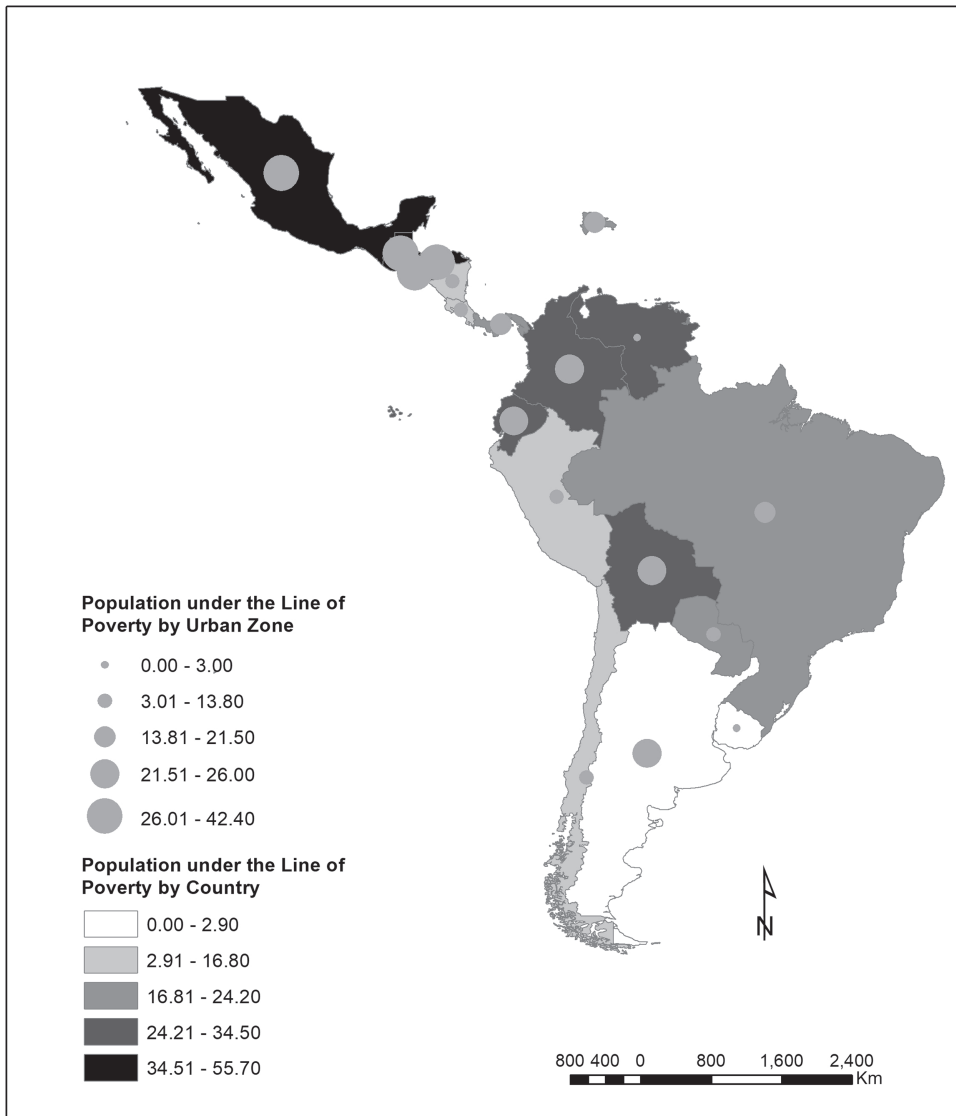 Population under the Line of
Poverty by Urban Zone
0.00 - 3.00
3.01 - 13.80
13.81 - 21.50
21.51 - 26.00
26.01 - 42.40
Population under the Line of
Poverty by Country
0.00 - 2.90
2.91 - 16.80
16.81 - 24.20
24.21 - 34.50
34.51 - 55.70
N
800 400 0 800 1,600 2,400
Km